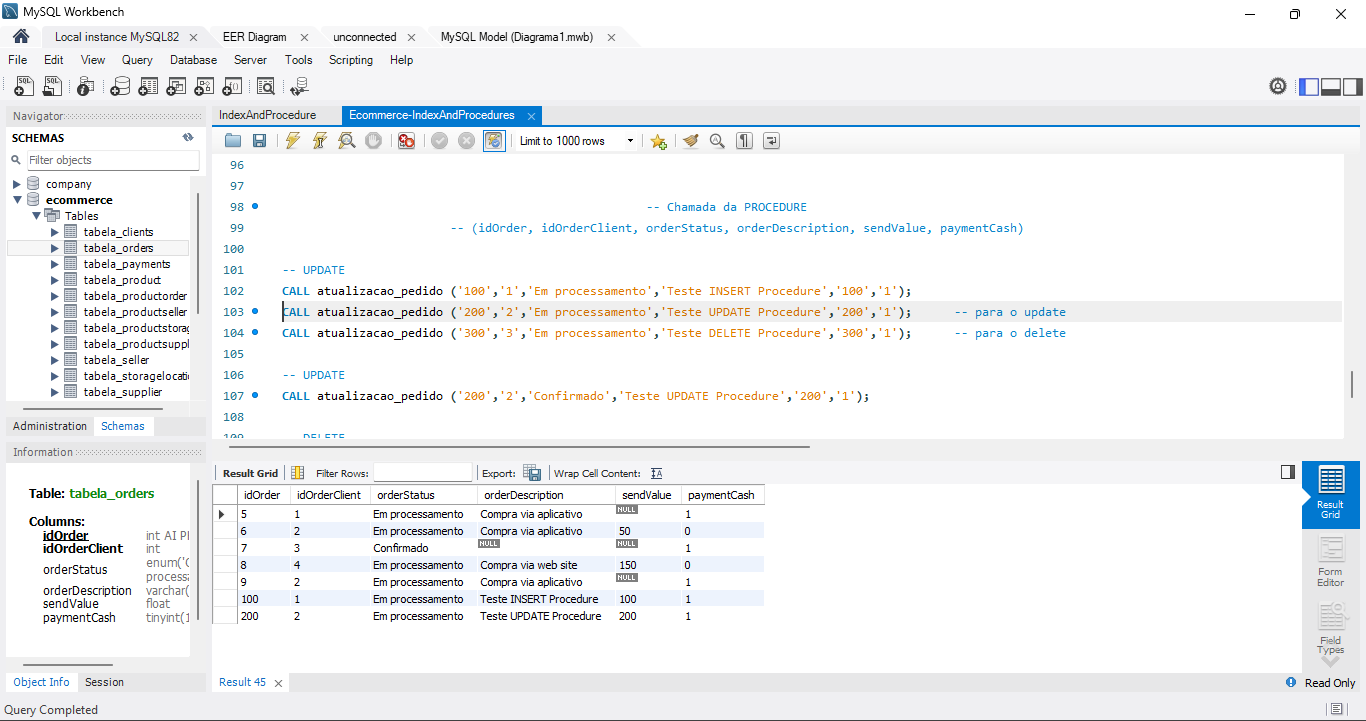 MySQL Workbench
Local instance MySQL82 EER Diagram unconnected MySQL Model (Diagrama1.mwb)
File Edit View Query Database Server Tools Scripting Help
Navigator
SCHEMAS
Filter objects
company
ecommerce
Tables
tabela_clients
tabela_orders
tabela_payments
tabela_product
tabela_productorder
tabela_productseller
tabela_productstorag
tabela_productsuppl
tabela_seller
tabela_storagelocati
tabela_supplier
Administration Schemas
Information
Table: tabela_orders
Columns:
idOrder int AI PI
idOrderClient int
orderStatus enum('C
processa
orderDescription varchar(
sendValue float
paymentCash tinyint(1
Object Info Session
IndexAndProcedure Ecommerce-IndexAndProcedures
Limit to 1000 rows
96
97
98 -- Chamada da PROCEDURE
99 -- (idOrder, idOrderClient, orderStatus, orderDescription, sendValue, paymentCash)
100
101 -- UPDATE
102 CALL atualizacao_pedido ('100','1','Em processamento','Teste INSERT Procedure','100','1');
103 CALL atualizacao_pedido ('200','2','Em processamento','Teste UPDATE Procedure','200','1'); -- para o update
104 CALL atualizacao_pedido ('300','3','Em processamento','Teste DELETE Procedure','300','1'); -- para o delete
105
106 -- UPDATE
107 CALL atualizacao_pedido ('200','2','Confirmado','Teste UPDATE Procedure','200','1');
108
109 -- DELETE
Result Grid Filter Rows: Export: Wrap Cell Content:
idOrder idOrderClient orderStatus orderDescription sendValue paymentCash
5 1 Em processamento Compra via aplicativo NULL 1
6 2 Em processamento Compra via aplicativo 50 0
7 3 Confirmado NULL NULL 1
8 4 Em processamento Compra via web site 150 0
9 2 Em processamento Compra via aplicativo NULL 1
100 1 Em processamento Teste INSERT Procedure 100 1
200 2 Em processamento Teste UPDATE Procedure 200 1
Result Grid
Form Editor
Field Types
Result 45
Read Only
Query Completed